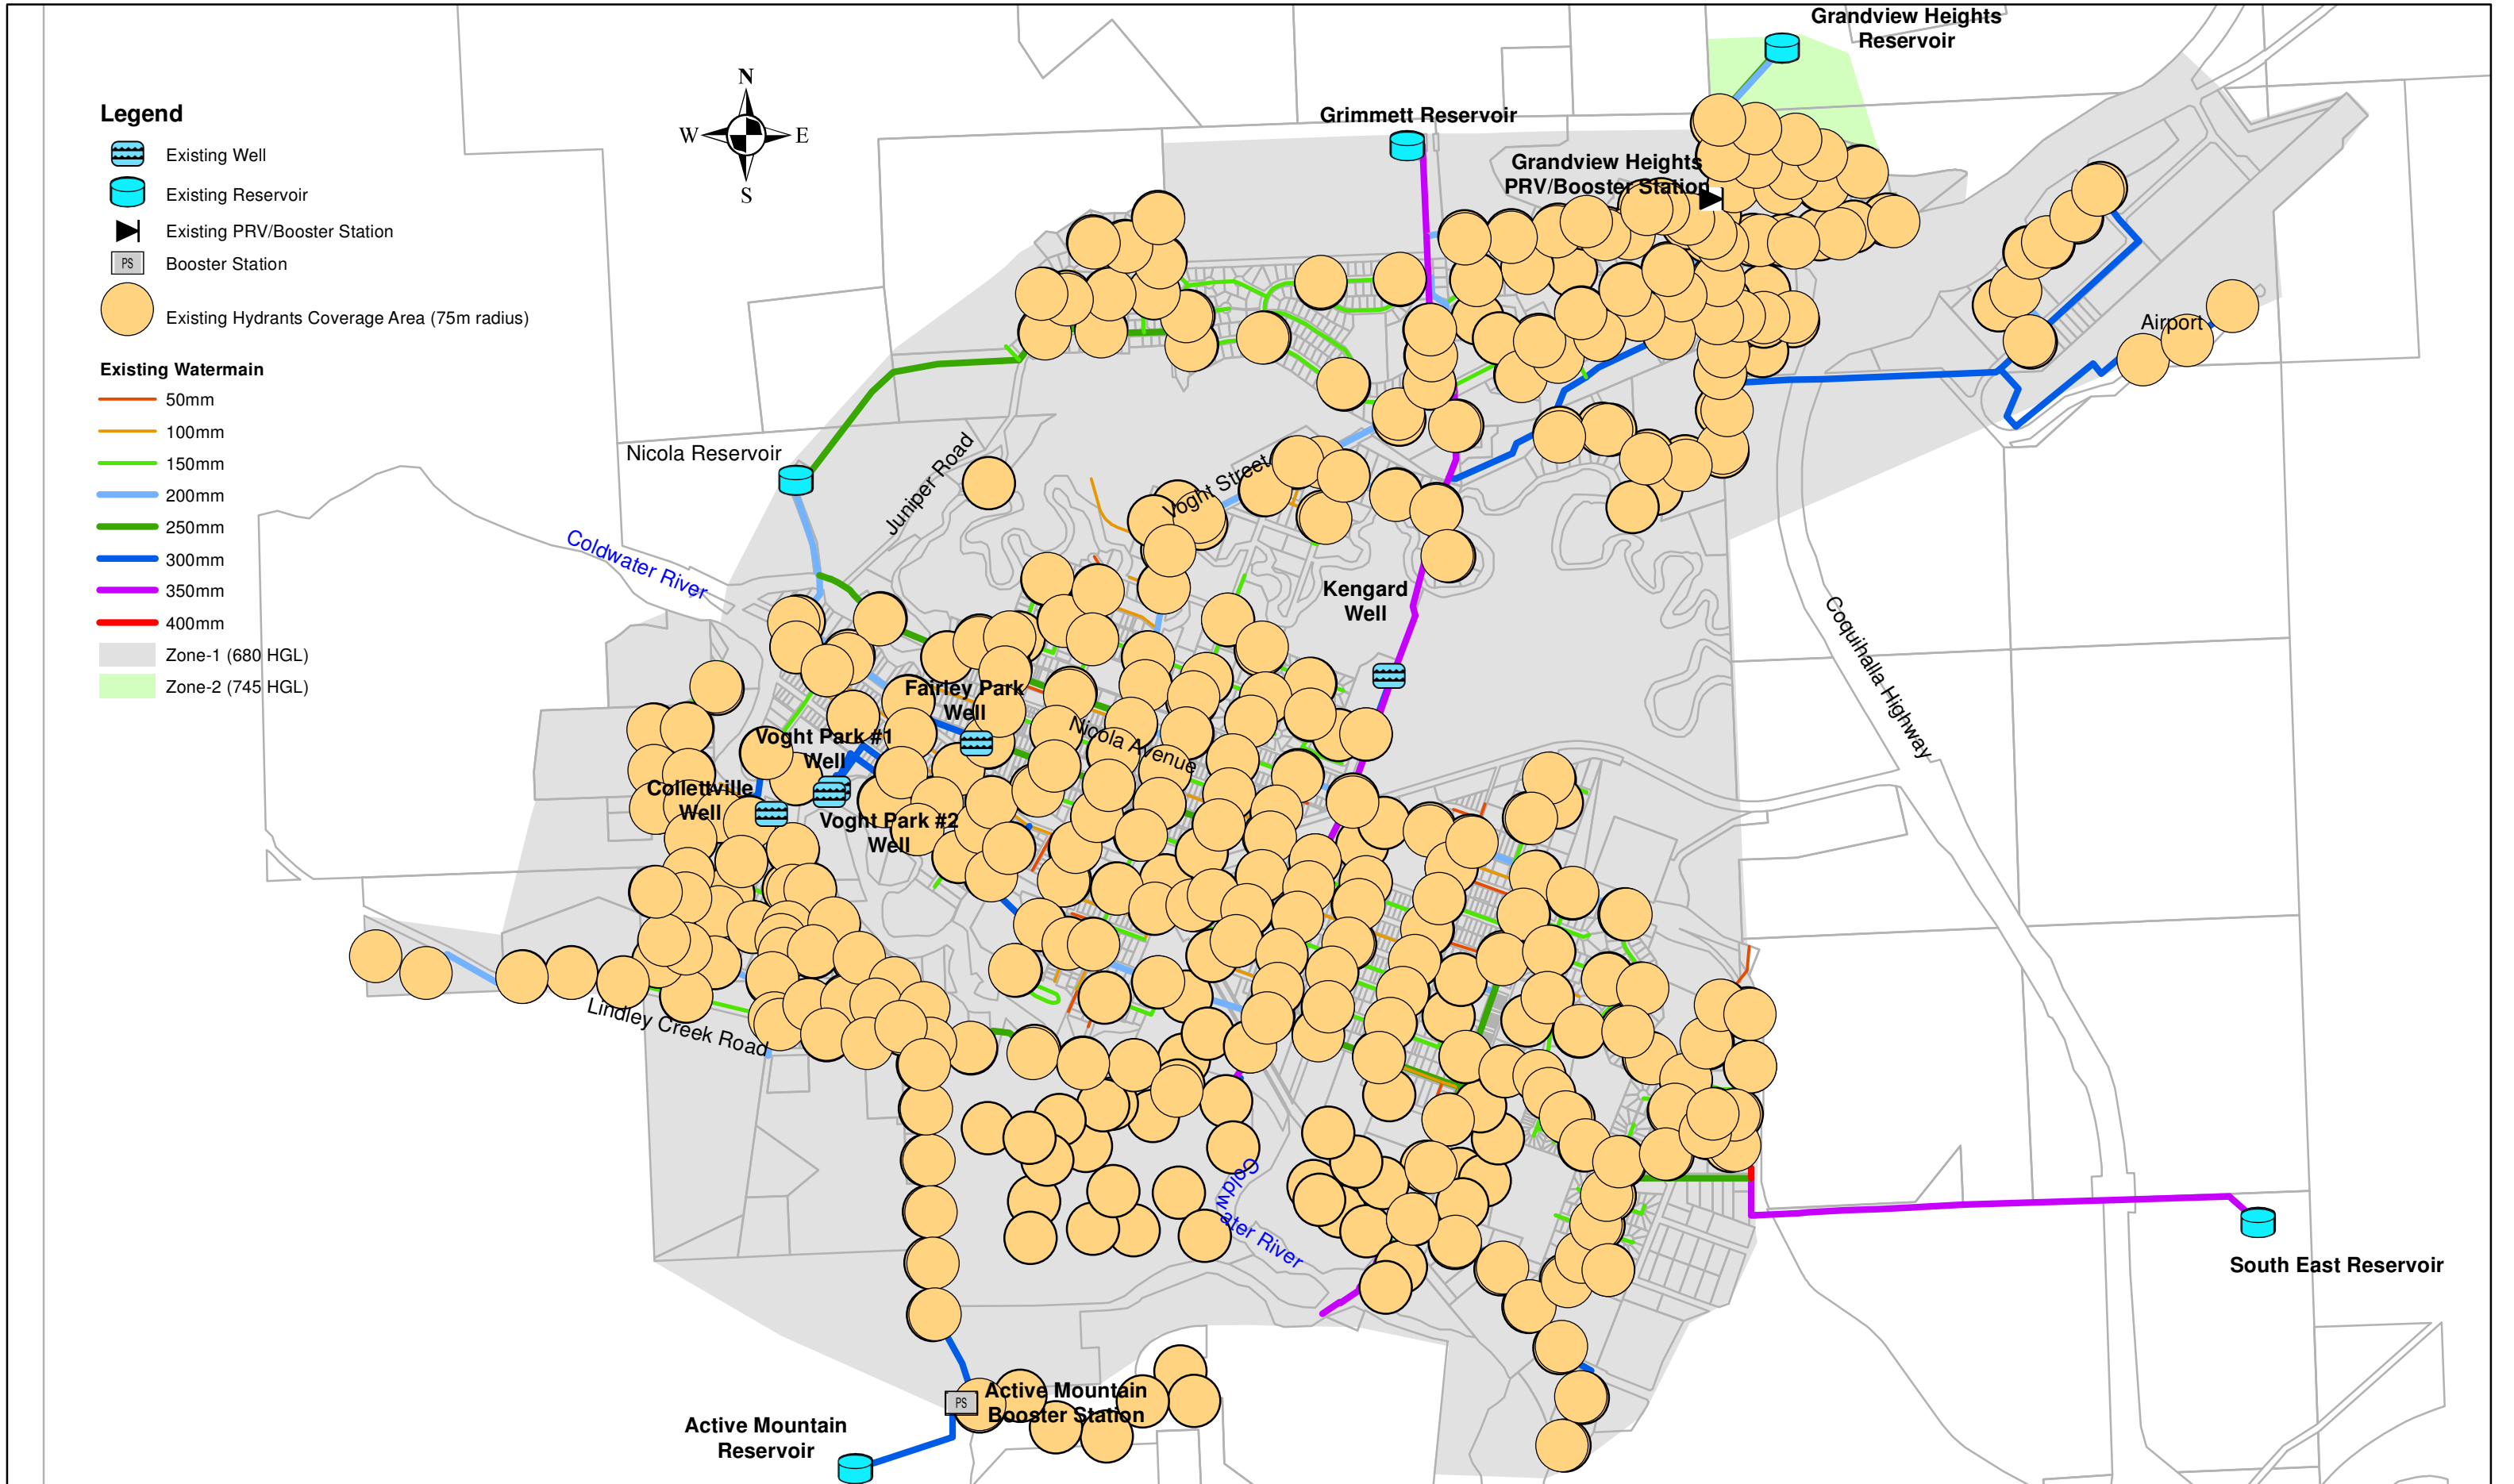 Grandview Heights
Reservoir
Grimmett Reservoir
Grandview Heights
PRV/Booster Station
N
W
E
S
Legend
Existing Well
Existing Reservoir
Existing PRV/Booster Station
PS
Booster Station
Existing Hydrants Coverage Area (75m radius)
Existing Watermain
50mm
100mm
150mm
200mm
250mm
300mm
350mm
400mm
Zone-1 (680 HGL)
Zone-2 (745 HGL)
Airport
Nicola Reservoir
Juniper Road
Voght Street
Coldwater River
Kengard
Well
Coquihalla Highway
Fairley Park
Well
Nicola Avenue
Voght Park #1
Well
Collettville
Well
Voght Park #2
Well
Lindley Creek Road
Coldw
ater River
South East Reservoir
PS
Active Mountain
Booster Station
Active Mountain
Reservoir